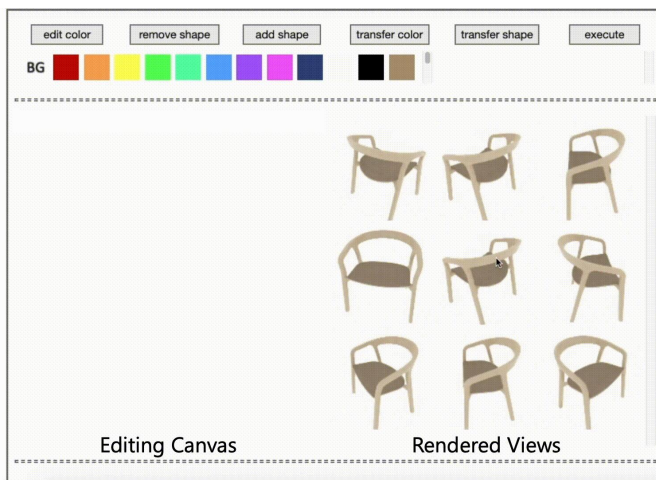 edit color remove shape add shape transfer color transfer shape execute
BG
Editing Canvas Rendered Views